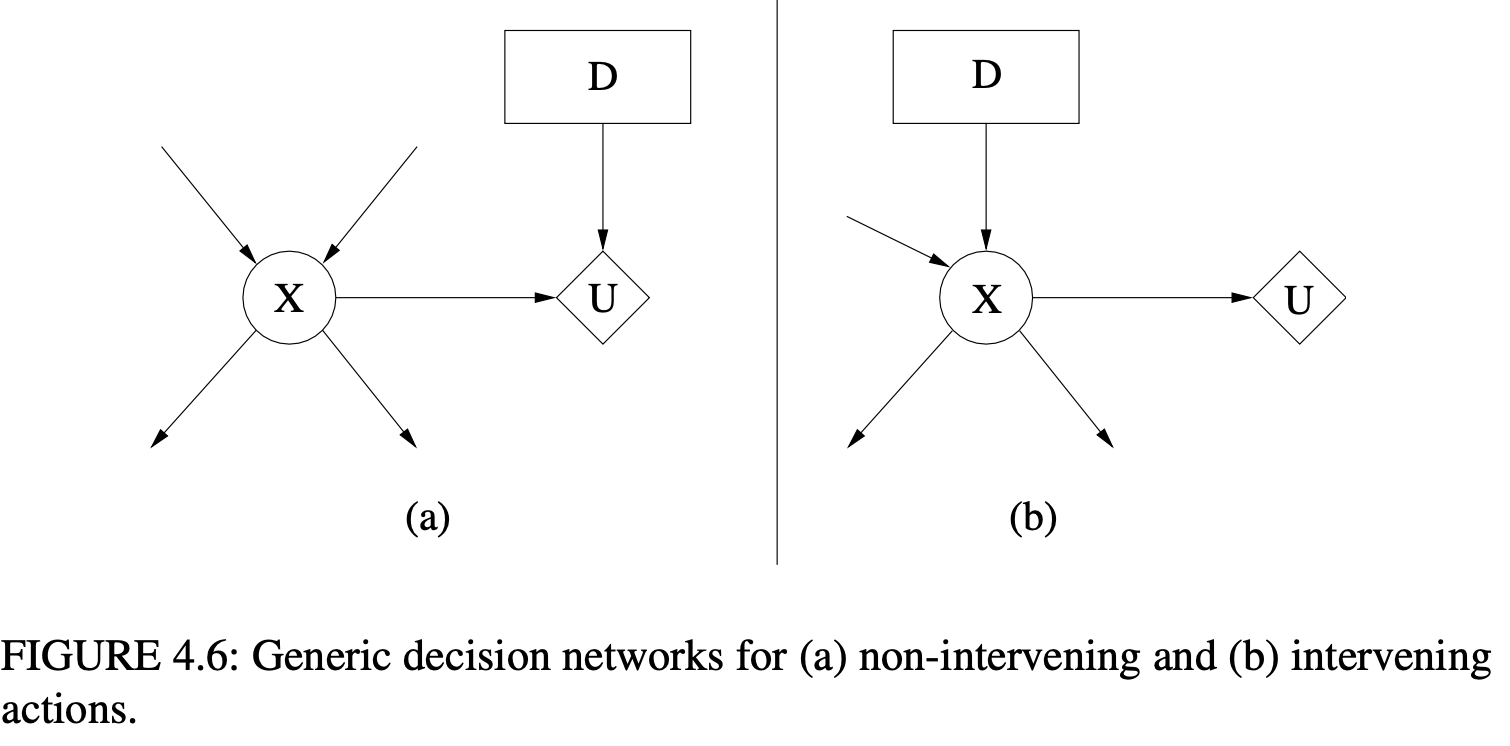 D
D
X
U
X
U
(a)
(b)
FIGURE 4.6: Generic decision networks for (a) non-intervening and (b) intervening
actions.